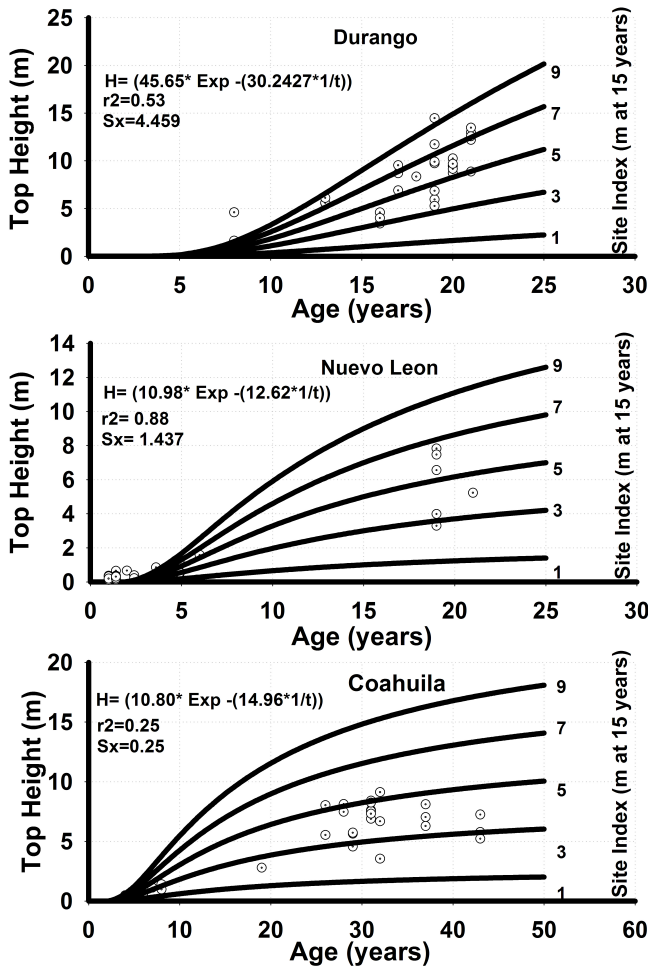 Durango
H= (45.65* Exp -(30.2427*1/t))
r2=0.53
Sx=4.459
Top Height (m)
25
20
15
10
5
0
0 5 10 15 20 25 30
Age (years)
9
7
5
3
1
Site Index (m at 15 years)
Nuevo Leon
H= (10.98* Exp -(12.62*1/t))
r2= 0.88
Sx= 1.437
Top Height (m)
14
12
10
8
6
4
2
0
0 5 10 15 20 25 30
Age (years)
9
7
5
3
1
Site Index (m at 15 years)
Coahuila
H= (10.80* Exp -(14.96*1/t))
r2=0.25
Sx=0.25
Top Height (m)
20
15
10
5
0
0 10 20 30 40 50 60
Age (years)
9
7
5
3
1
Site Index (m at 15 years)